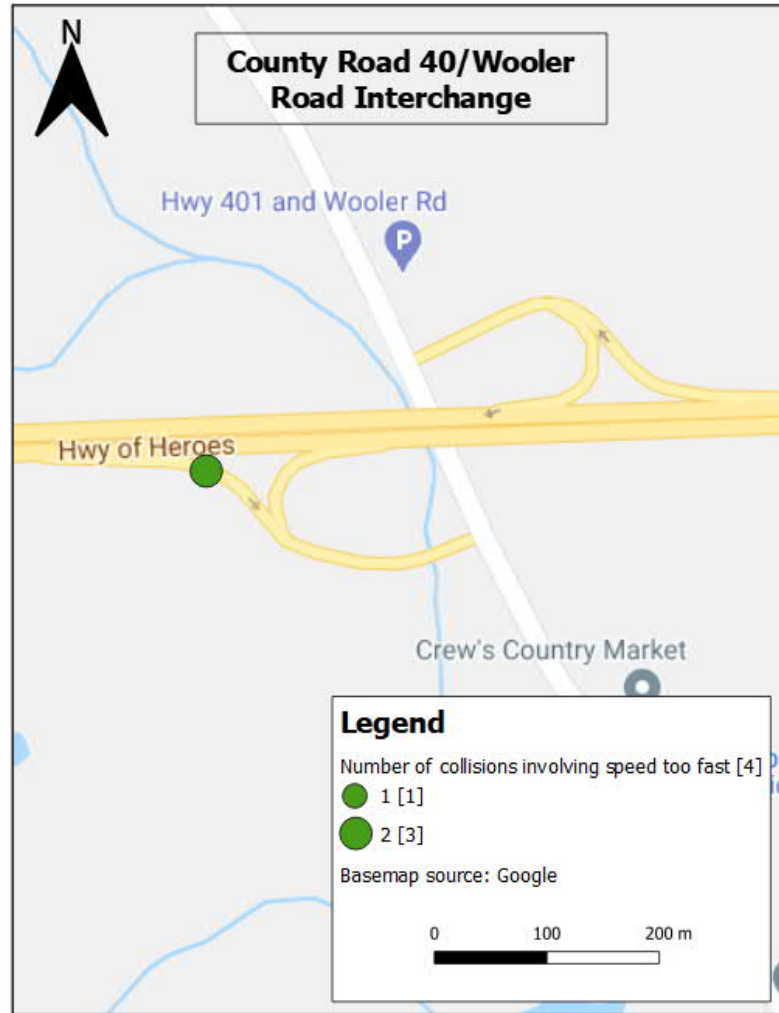 N
County Road 40/Wooler
Road Interchange
Hwy 401 and Wooler Rd
P
Hwy of Heroes
Crew's Country Market
Legend
Number of collisions involving speed too fast [4]
1 [1]
2 [3]
Basemap source: Google
0 100 200 m